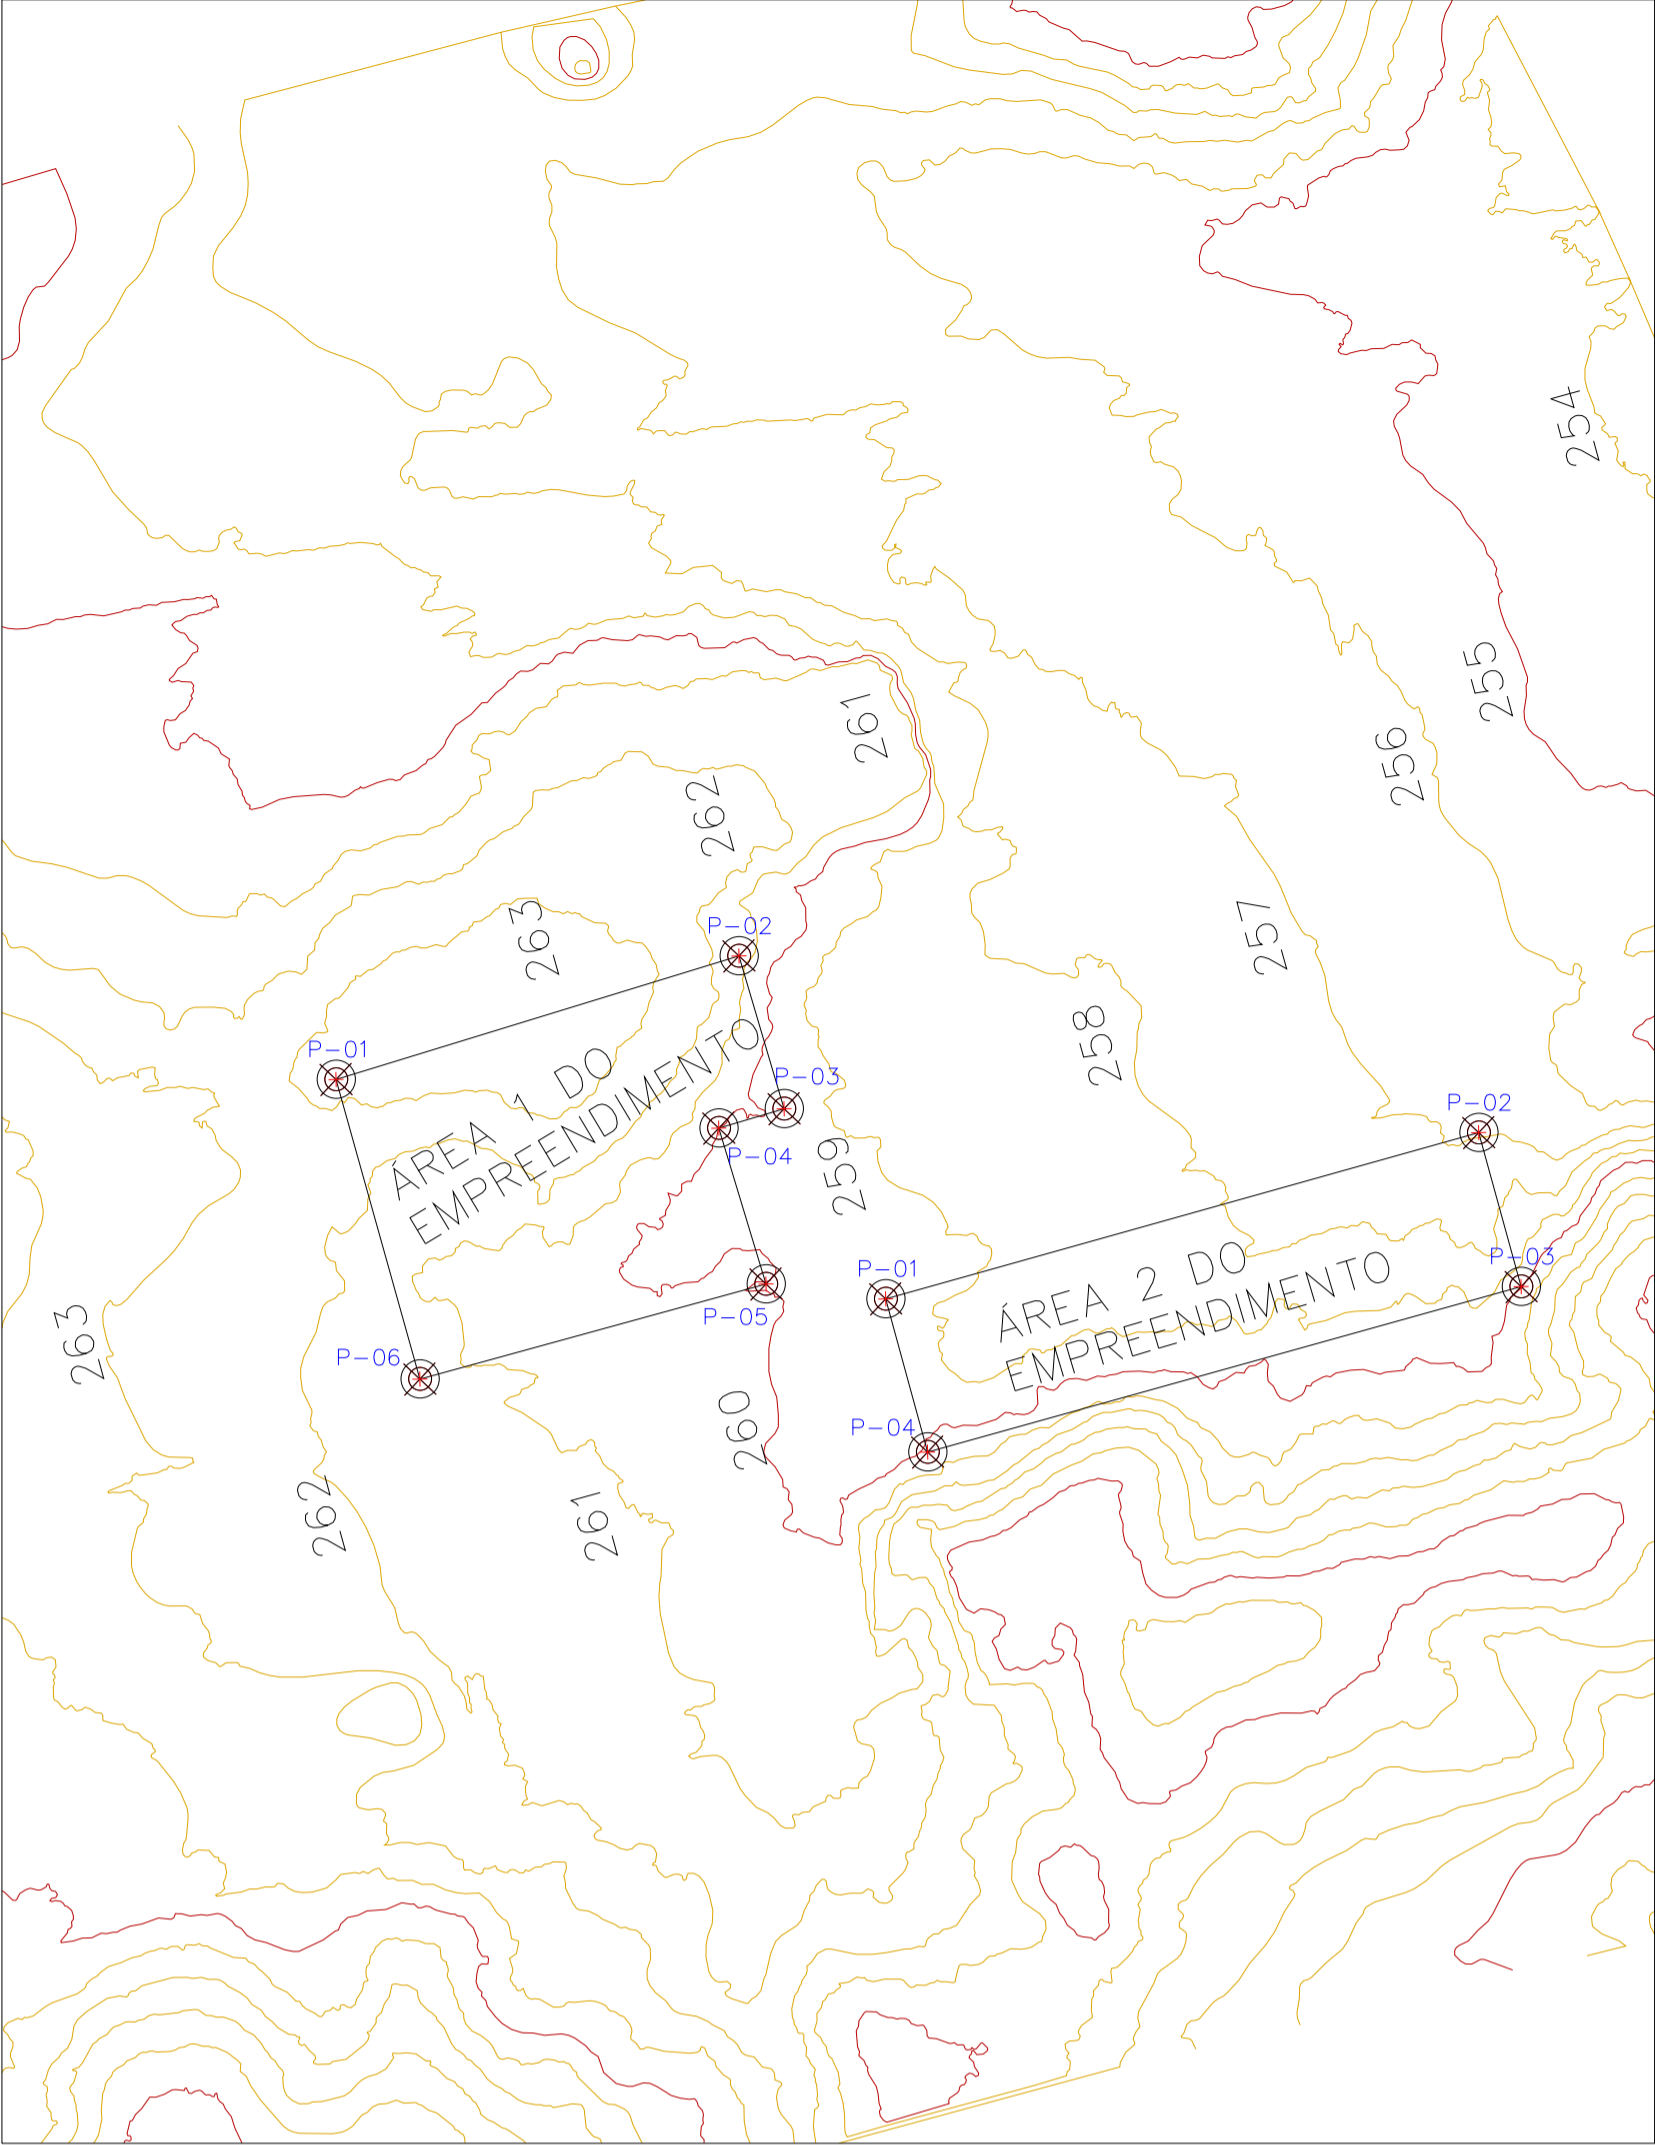 254
255
261
256
262
263
P-02
257
P-01
258
P-03
ÁREA 1 DO
EMPREENDIMENTO
P-04
259
P-02
P-01
P-03
ÁREA 2 DO
EMPREENDIMENTO
P-05
263
P-06
260
P-04
262
261